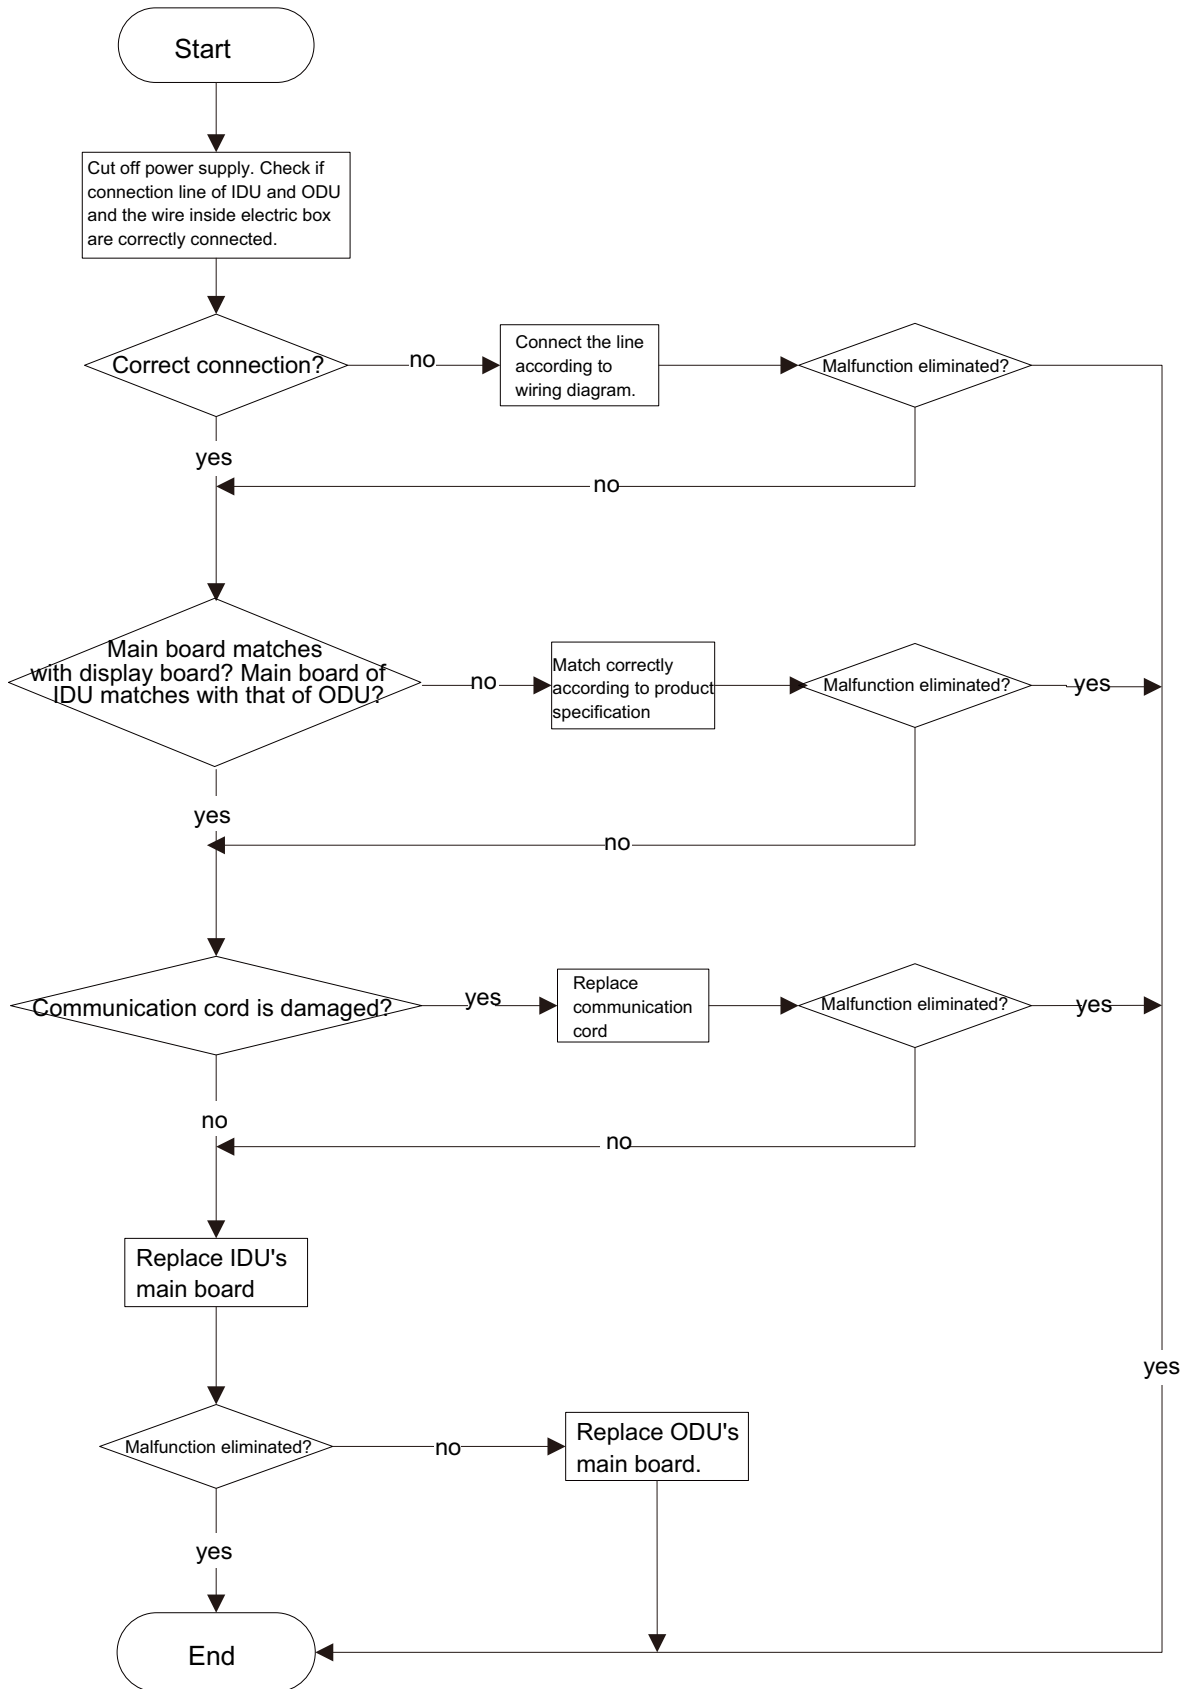 Start
Cut off power supply. Check if
connection line of IDU and ODU
and the wire inside electric box
are correctly connected.
Correct connection?
no
Connect the line
according to
wiring diagram.
Malfunction eliminated?
yes
no
Main board matches
with display board? Main board of
IDU matches with that of ODU?
no
Match correctly
according to product
specification
Malfunction eliminated?
yes
yes
no
Communication cord is damaged?
yes
Replace
communication
cord
Malfunction eliminated?
yes
no
no
Replace IDU's
main board
yes
Malfunction eliminated?
no
Replace ODU's
main board.
yes
End